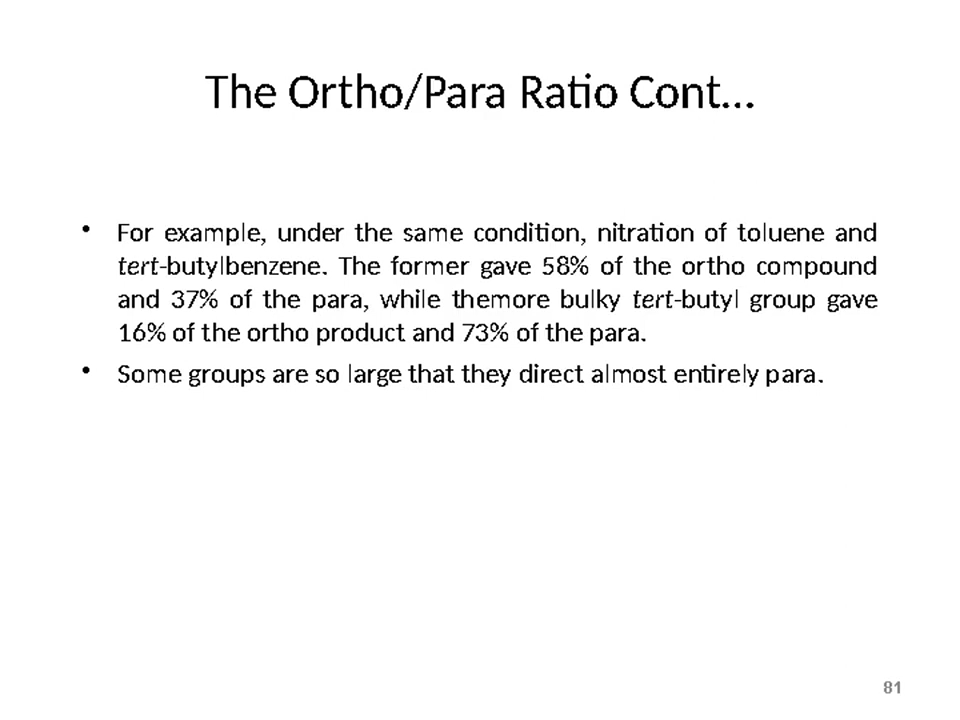 The Ortho/Para Ratio Cont…
• For example, under the same condition, nitration of toluene and
tert-butylbenzene. The former gave 58% of the ortho compound
and 37% of the para, while themore bulky tert-butyl group gave
16% of the ortho product and 73% of the para.
• Some groups are so large that they direct almost entirely para.
81